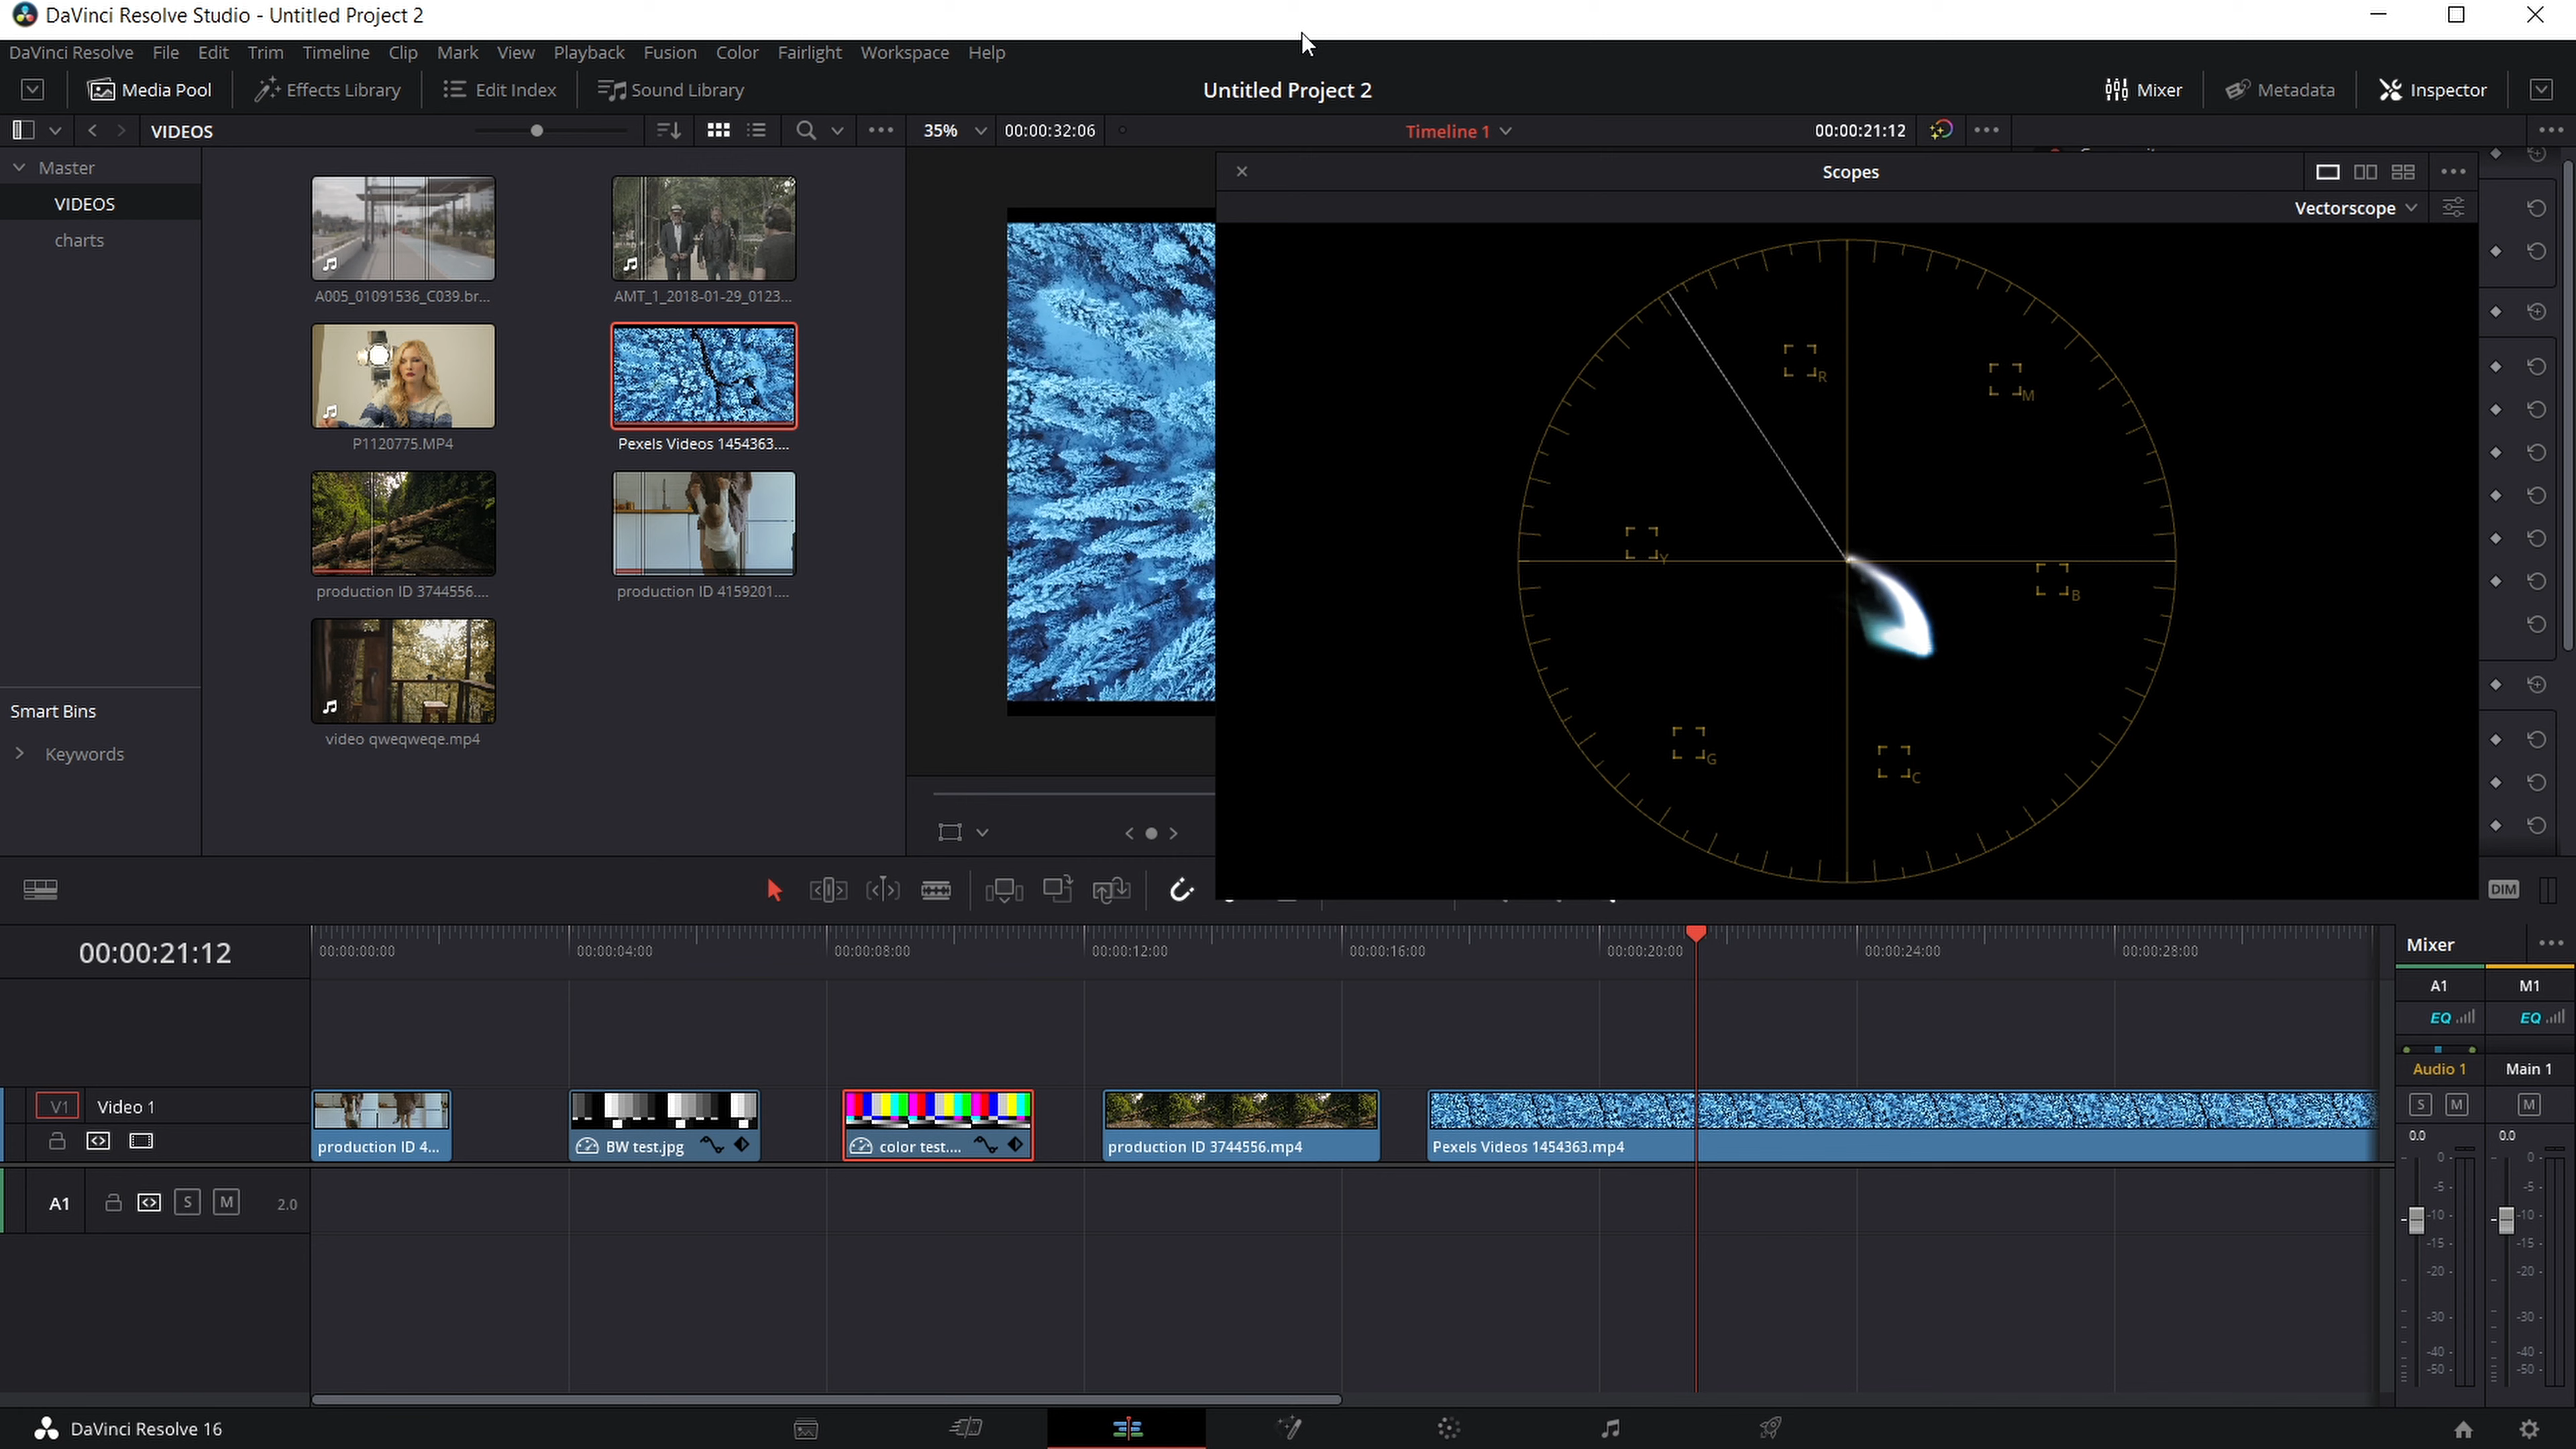 DaVinci Resolve Studio - Untitled Project 2
DaVinci Resolve File Edit Trim Timeline Clip Mark View Playback Fusion Color Fairlight Workspace Help
Media Pool Effects Library Edit Index Sound Library Untitled Project 2 Mixer Metadata Inspector
VIDEOS 35% 00:00:32:06 Timeline 1 00:00:21:12
Master
VIDEOS
charts
Smart Bins
Keywords
A005_01091536_C039.br... AMT_1_2018-01-29_0123...
P1120775.MP4 Pexels Videos 1454363....
production ID 3744556.... production ID 4159201....
video qweqweqe.mp4
Scopes
Vectorscope
R
M
Y
B
G
C
DIM
00:00:21:12 00:00:00:00 00:00:04:00 00:00:08:00 00:00:12:00 00:00:16:00 00:00:20:00 00:00:24:00 00:00:28:00
V1 Video 1
production ID 4... BW test.jpg color test.... production ID 3744556.mp4 Pexels Videos 1454363.mp4
A1 S M 2.0
Mixer
A1 M1
EQ EQ
Audio 1 Main 1
S M M
0.0 0.0
0- 0-
-5- -5-
-10- -10-
-15- -15-
-20- -20-
-30- -30-
-40- -40-
-50- -50-
DaVinci Resolve 16